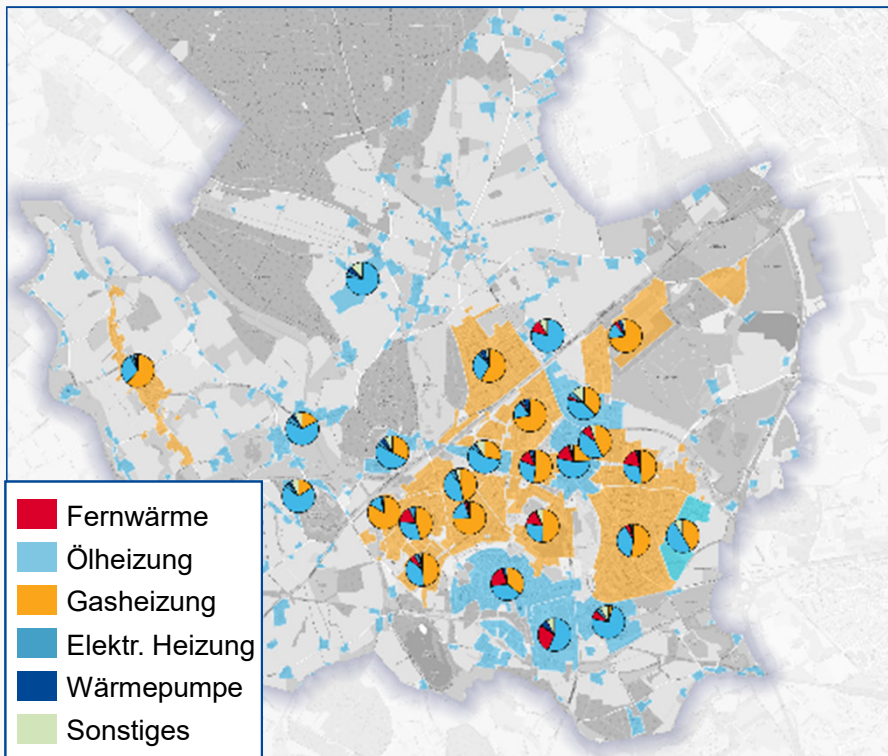 Fernwärme
Ölheizung
Gasheizung
Elektr. Heizung
Wärmepumpe
Sonstiges